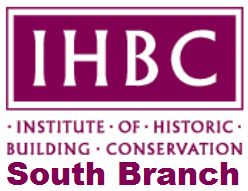 IHBC
· INSTITUTE · OF · HISTORIC ·
BUILDING · CONSERVATION
South Branch